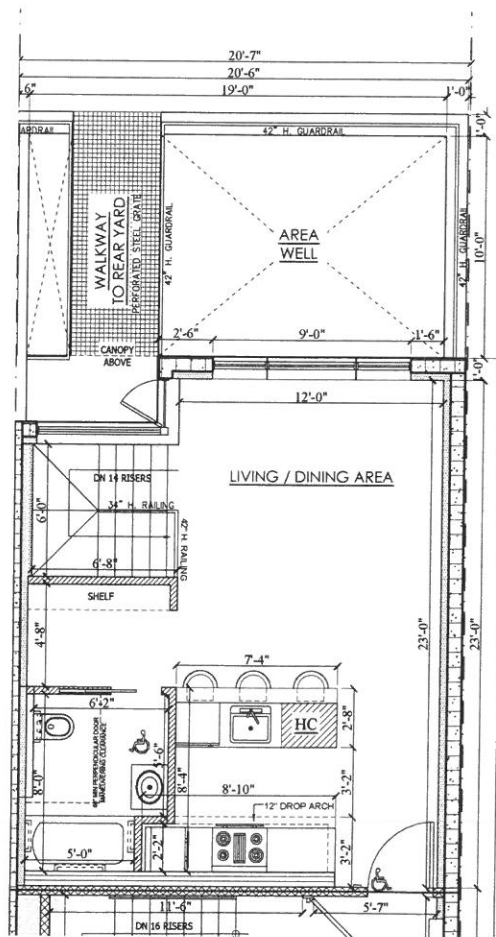 20'-7"
20'-6"
6"
19'-0"
1'-0"
42" H. GUARDRAIL
1'-0"
WALKWAY
TO REAR YARD
PERFORATED STEEL GRATE
42" H. GUARDRAIL
AREA
WELL
42" H. GUARDRAIL
10'-0"
2'-6"
9'-0"
1'-6"
CANOPY
ABOVE
1'-0"
12'-0"
DN 14 RISERS
LIVING / DINING AREA
6'-0"
34" H. RAILING
42" H. RAILING
6'-8"
SHELF
4'-8"
23'-0"
23'-0"
7'-4"
6'-2"
HC
2'-8"
8'-0"
MANEUVERING CLEARANCE
5'-6"
8'-4"
3'-2"
8'-10"
12" DROP ARCH
5'-0"
2'-2"
3'-2"
11'-6"
5'-7"
DN 16 RISERS